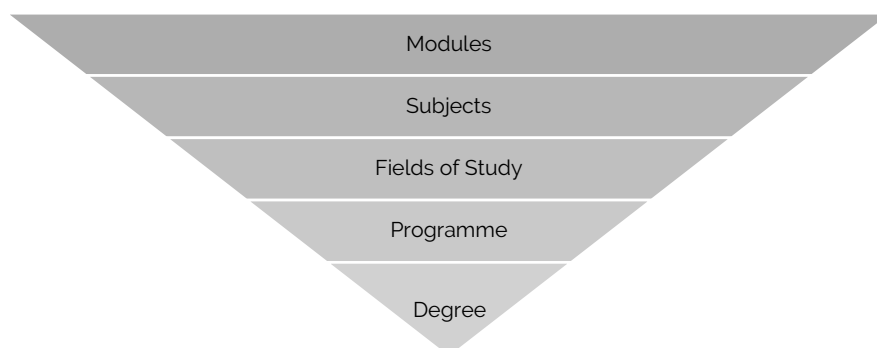 Modules
Subjects
Fields of Study
Programme
Degree